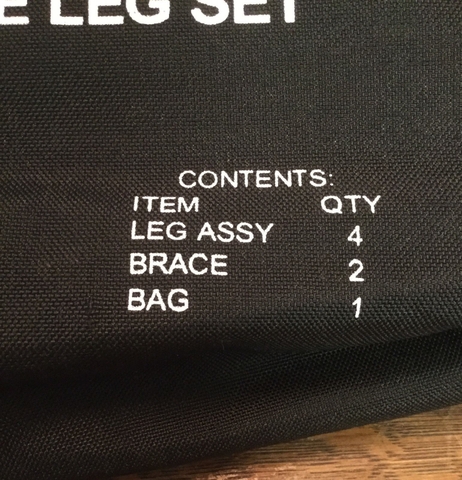 E LEG SET
CONTENTS:
ITEM QTY
LEG ASSY 4
BRACE 2
BAG 1